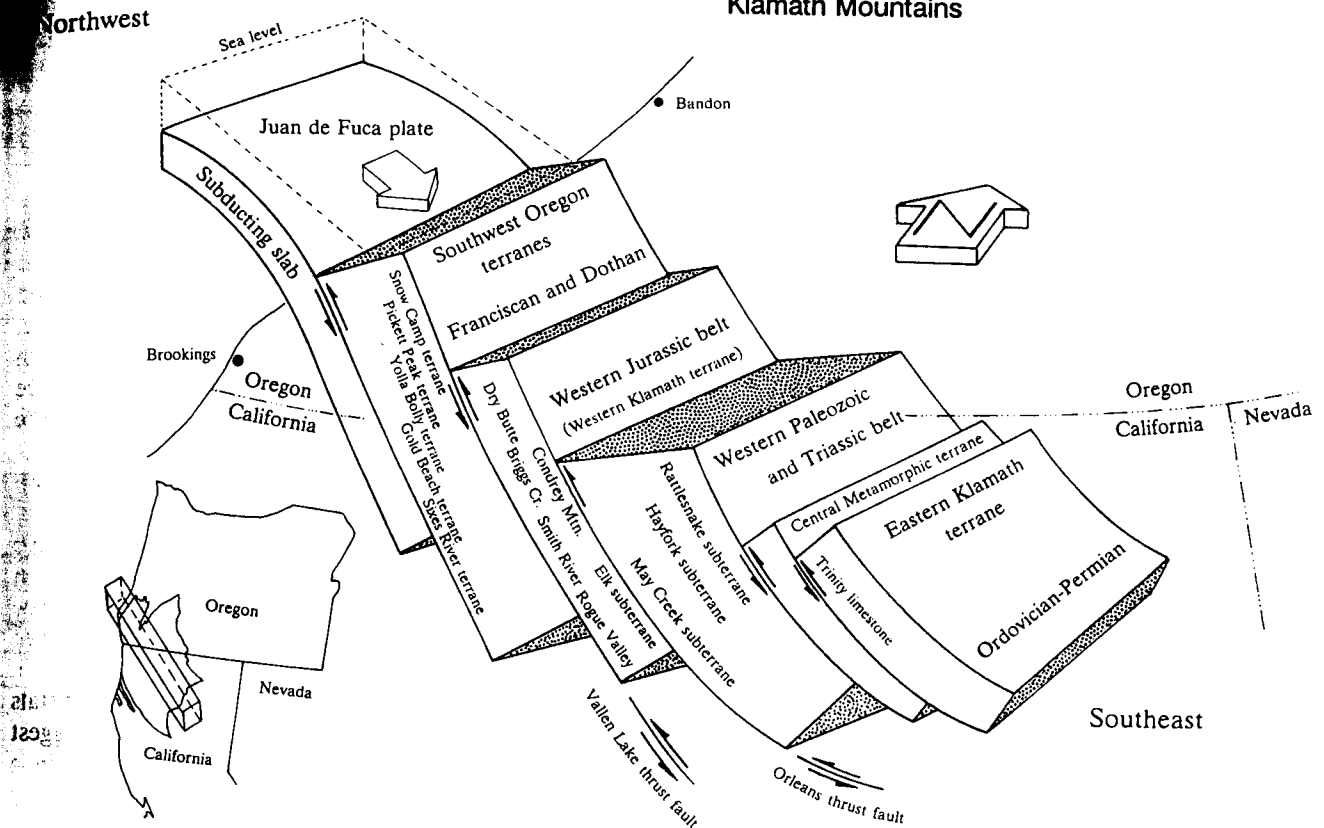 Northwest
Klamath Mountains
Sea level
Bandon
Juan de Fuca plate
Subducting slab
Southwest Oregon
terranes
Franciscan and Dothan
Snow Camp terrane
Pickett Peak terrane
Yolla Bolly terrane
Gold Beach terrane
Sixes River terrane
Brookings
Oregon
California
Western Jurassic belt
(Western Klamath terrane)
Dry Butte Briggs Cr. Smith River Rogue Valley
Condrey Mtn.
Elk subterrane
Western Paleozoic
and Triassic belt
Rattlesnake subterrane
Hayfork subterrane
May Creek subterrane
Central Metamorphic terrane
Trinity limestone
Eastern Klamath
terrane
Ordovician-Permian
Oregon
California
Nevada
N
Oregon
Nevada
California
Vallen Lake thrust fault
Orleans thrust fault
Southeast